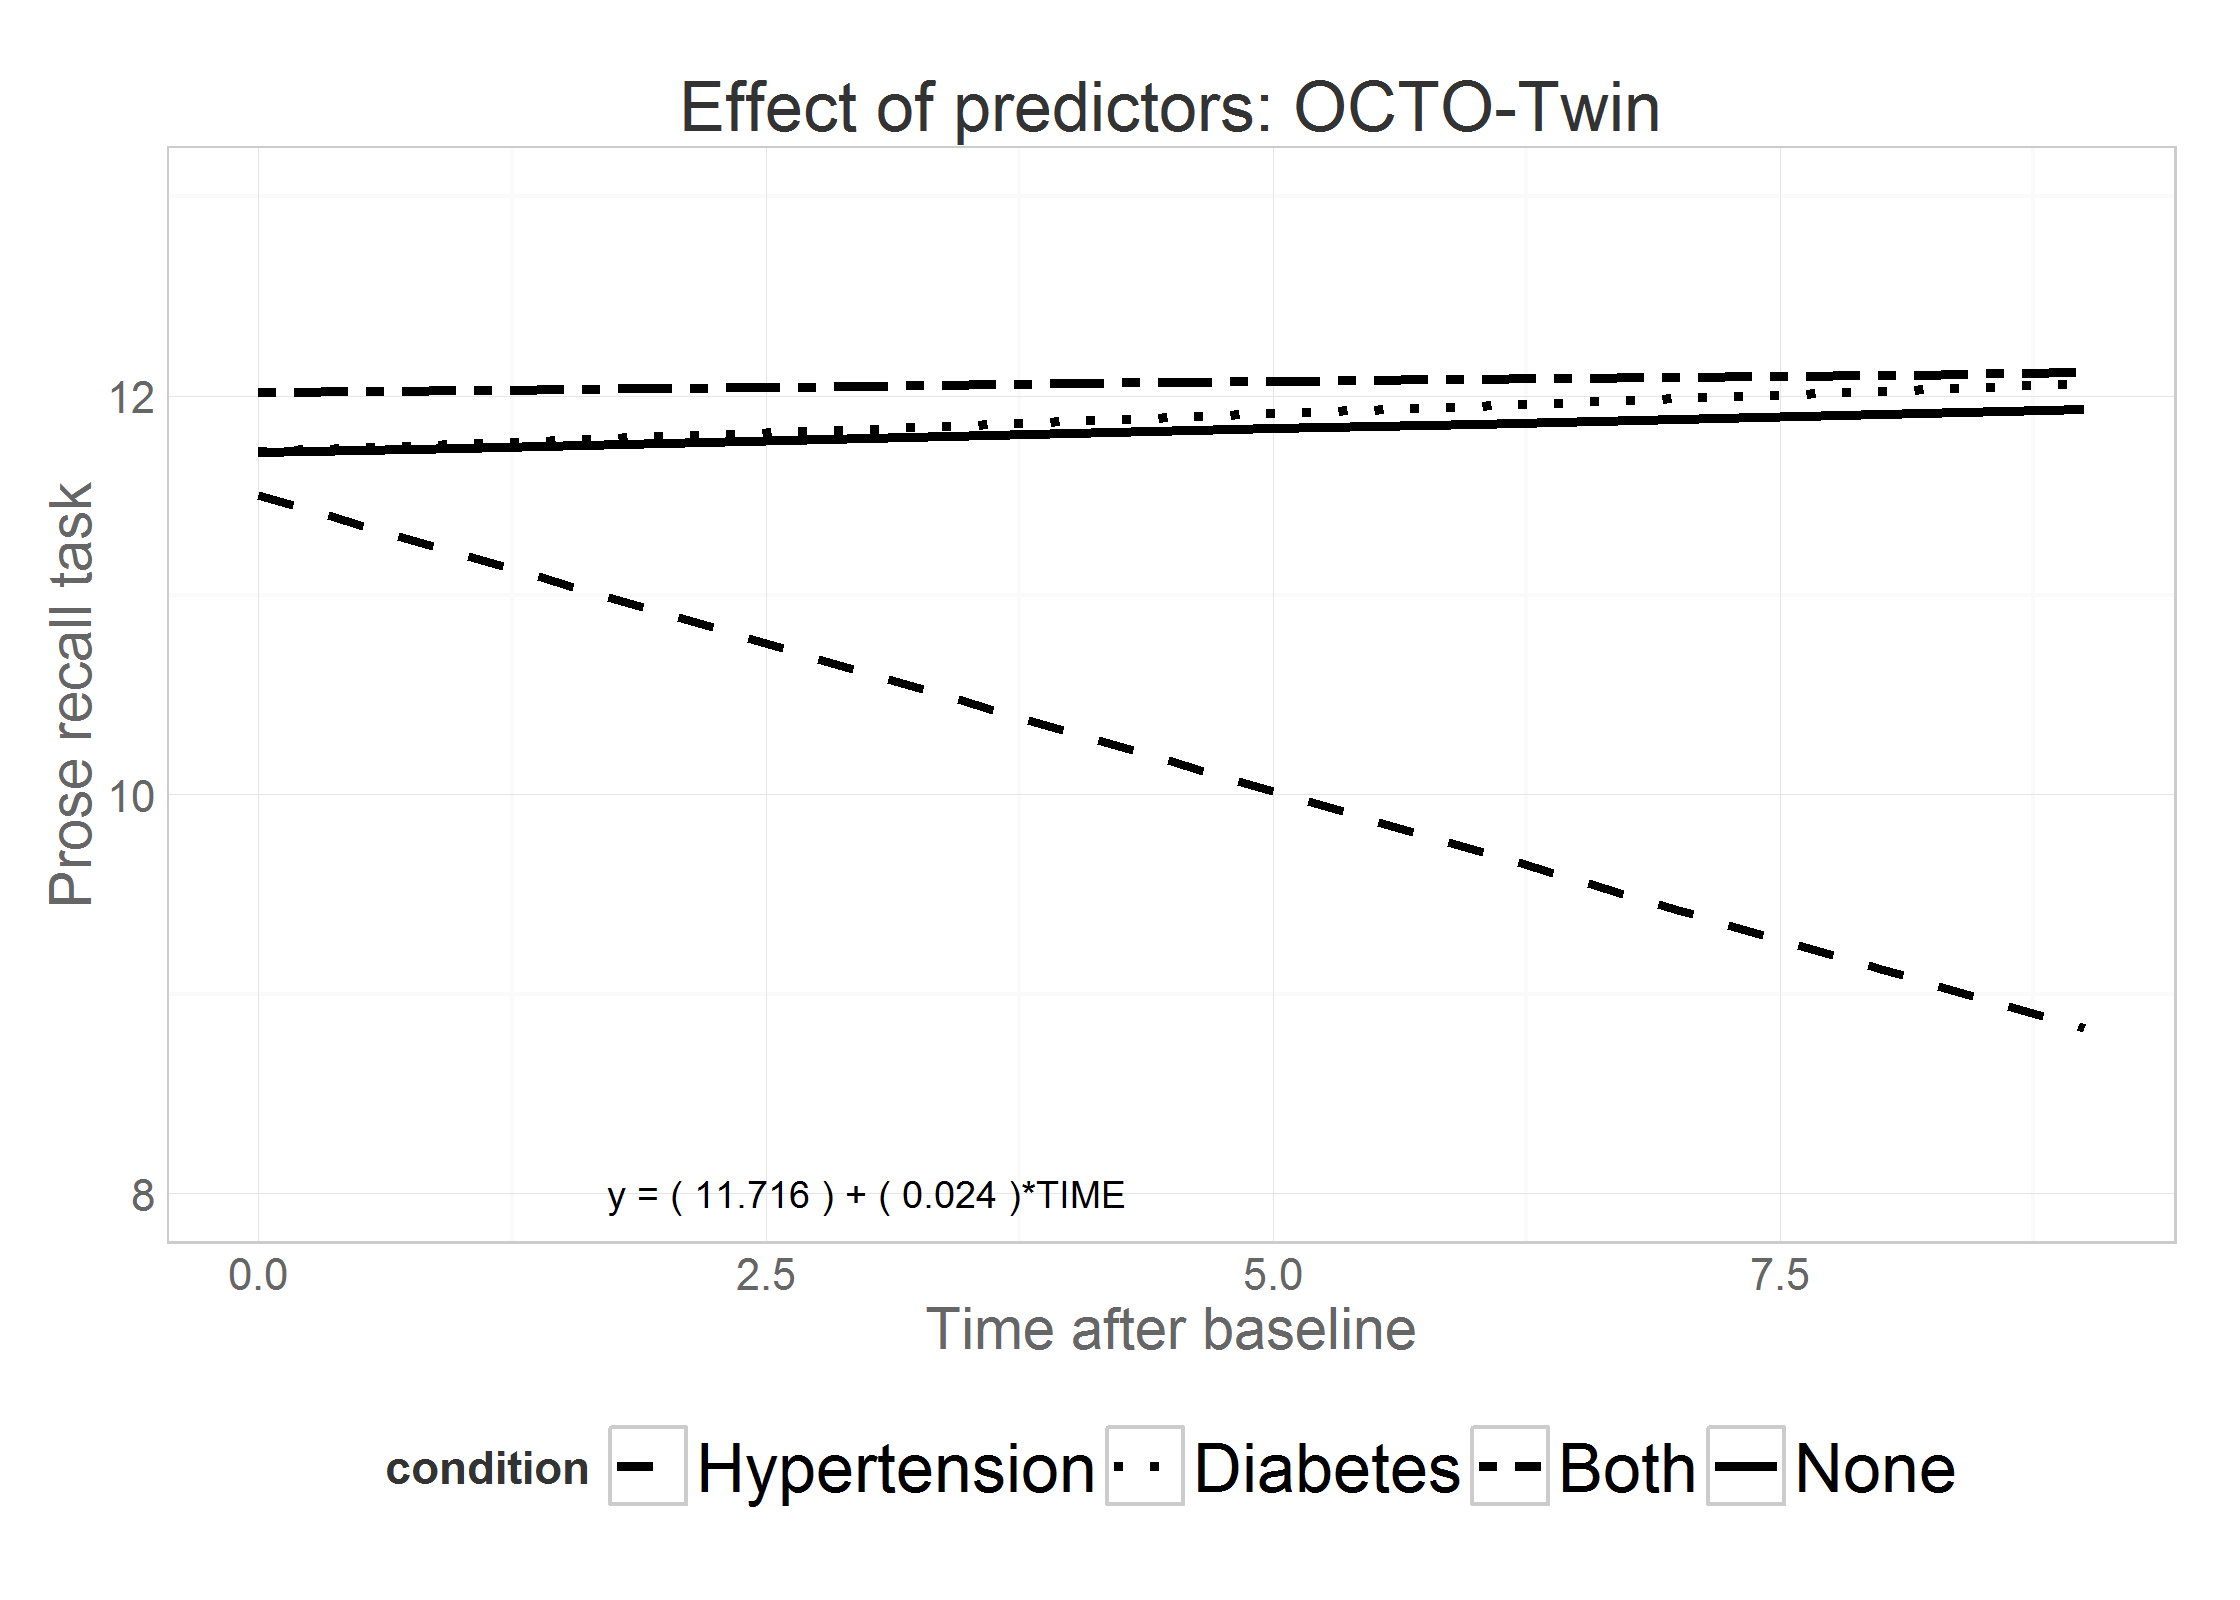 Effect of predictors: OCTO-Twin
Prose recall task
12
10
8
y = ( 11.716 ) + ( 0.024 )*TIME
0.0 2.5 5.0 7.5
Time after baseline
condition Hypertension Diabetes Both None